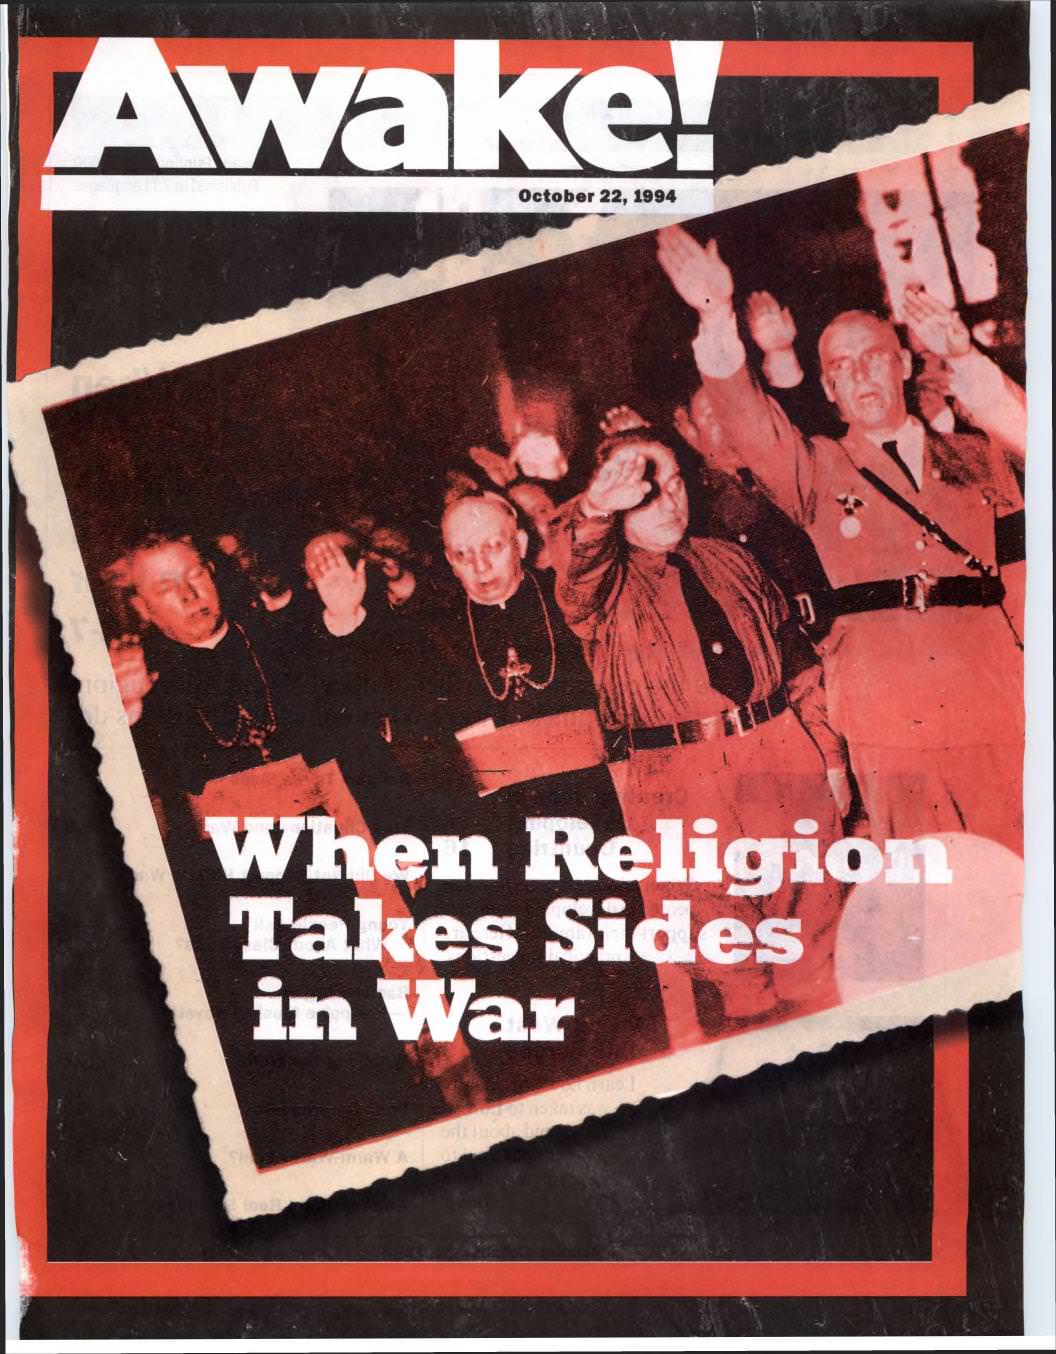 Awake!
October 22, 1994
When Religion
Takes Sides
in War